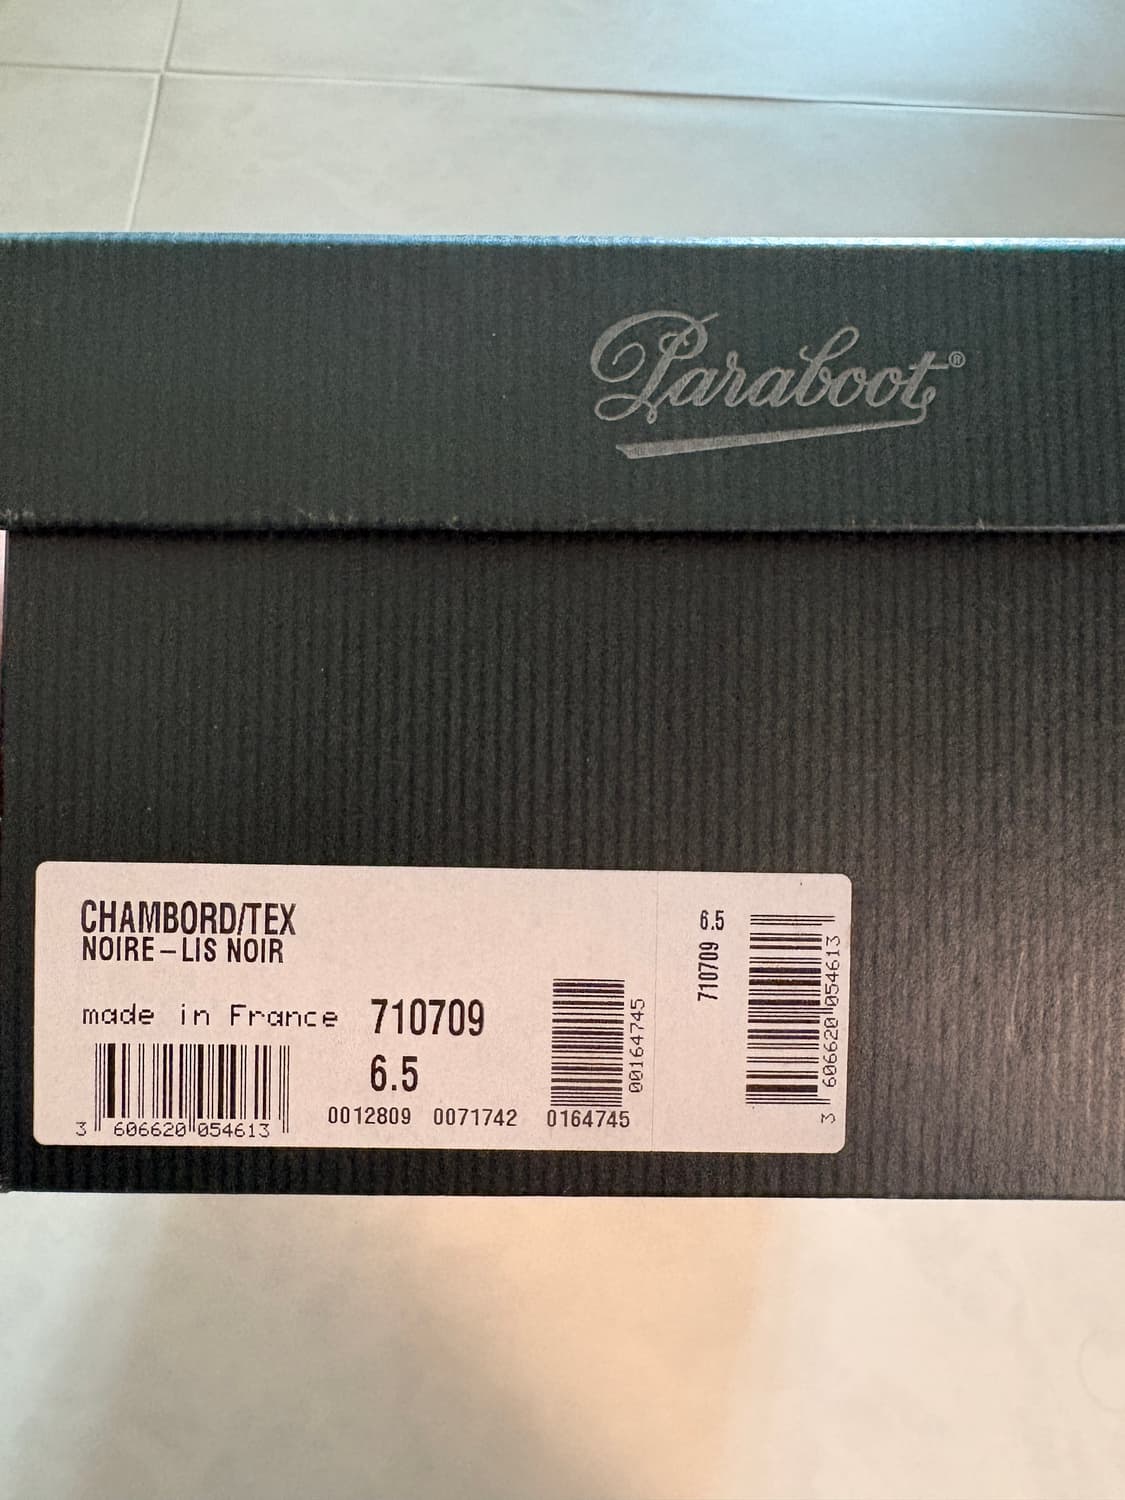 Paraboot®
CHAMBORD/TEX
NOIRE – LIS NOIR
made in France 710709
6.5
3 606620 054613
0012809 0071742 0164745
00164745
6.5
710709
3 606620 054613